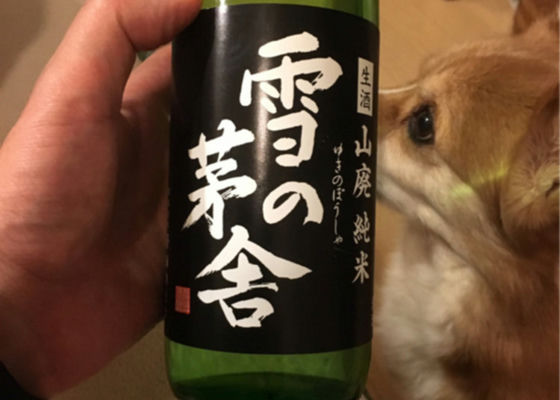 生酒
山廃純米
ゆきのぼうしゃ
雪の
茅舎